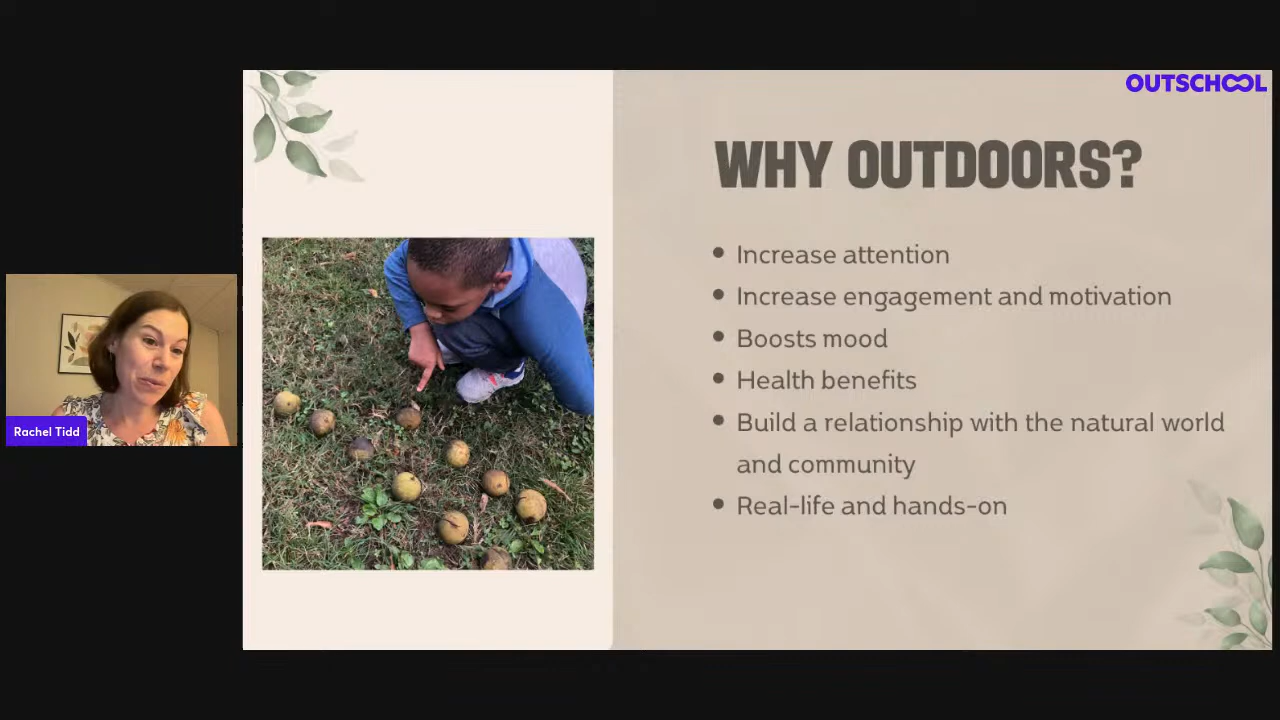 OUTSCHOOL
WHY OUTDOORS?
Increase attention
Increase engagement and motivation
Boosts mood
Health benefits
Build a relationship with the natural world
and community
Real-life and hands-on
Rachel Tidd